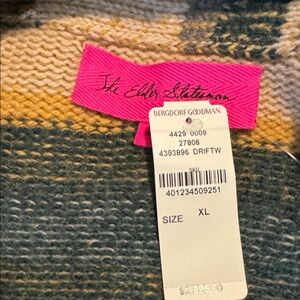 The Elder Statesman
BERGDORF GOODMAN
4429 0009
27808
4393896 DRIFTW
401234509251
SIZE XL